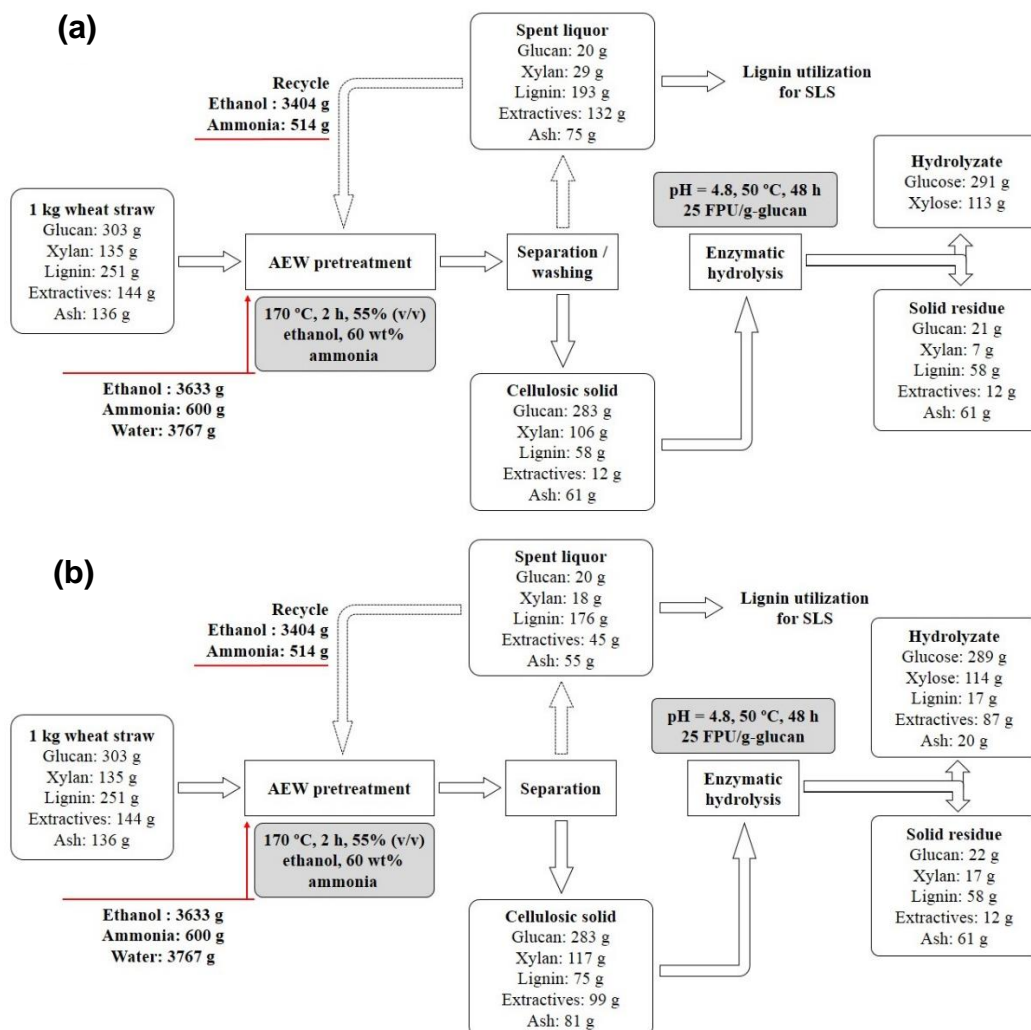 (a)
Spent liquor
Glucan: 20 g
Xylan: 29 g
Lignin: 193 g
Extractives: 132 g
Ash: 75 g
Lignin utilization
for SLS
Recycle
Ethanol : 3404 g
Ammonia: 514 g
1 kg wheat straw
Glucan: 303 g
Xylan: 135 g
Lignin: 251 g
Extractives: 144 g
Ash: 136 g
AEW pretreatment
170 ºC, 2 h, 55% (v/v)
ethanol, 60 wt%
ammonia
Ethanol : 3633 g
Ammonia: 600 g
Water: 3767 g
Separation /
washing
Cellulosic solid
Glucan: 283 g
Xylan: 106 g
Lignin: 58 g
Extractives: 12 g
Ash: 61 g
pH = 4.8, 50 ºC, 48 h
25 FPU/g-glucan
Enzymatic
hydrolysis
Hydrolyzate
Glucose: 291 g
Xylose: 113 g
Solid residue
Glucan: 21 g
Xylan: 7 g
Lignin: 58 g
Extractives: 12 g
Ash: 61 g
(b)
Spent liquor
Glucan: 20 g
Xylan: 18 g
Lignin: 176 g
Extractives: 45 g
Ash: 55 g
Lignin utilization
for SLS
Recycle
Ethanol : 3404 g
Ammonia: 514 g
1 kg wheat straw
Glucan: 303 g
Xylan: 135 g
Lignin: 251 g
Extractives: 144 g
Ash: 136 g
AEW pretreatment
170 ºC, 2 h, 55% (v/v)
ethanol, 60 wt%
ammonia
Ethanol : 3633 g
Ammonia: 600 g
Water: 3767 g
Separation
Cellulosic solid
Glucan: 283 g
Xylan: 117 g
Lignin: 75 g
Extractives: 99 g
Ash: 81 g
pH = 4.8, 50 ºC, 48 h
25 FPU/g-glucan
Enzymatic
hydrolysis
Hydrolyzate
Glucose: 289 g
Xylose: 114 g
Lignin: 17 g
Extractives: 87 g
Ash: 20 g
Solid residue
Glucan: 22 g
Xylan: 17 g
Lignin: 58 g
Extractives: 12 g
Ash: 61 g